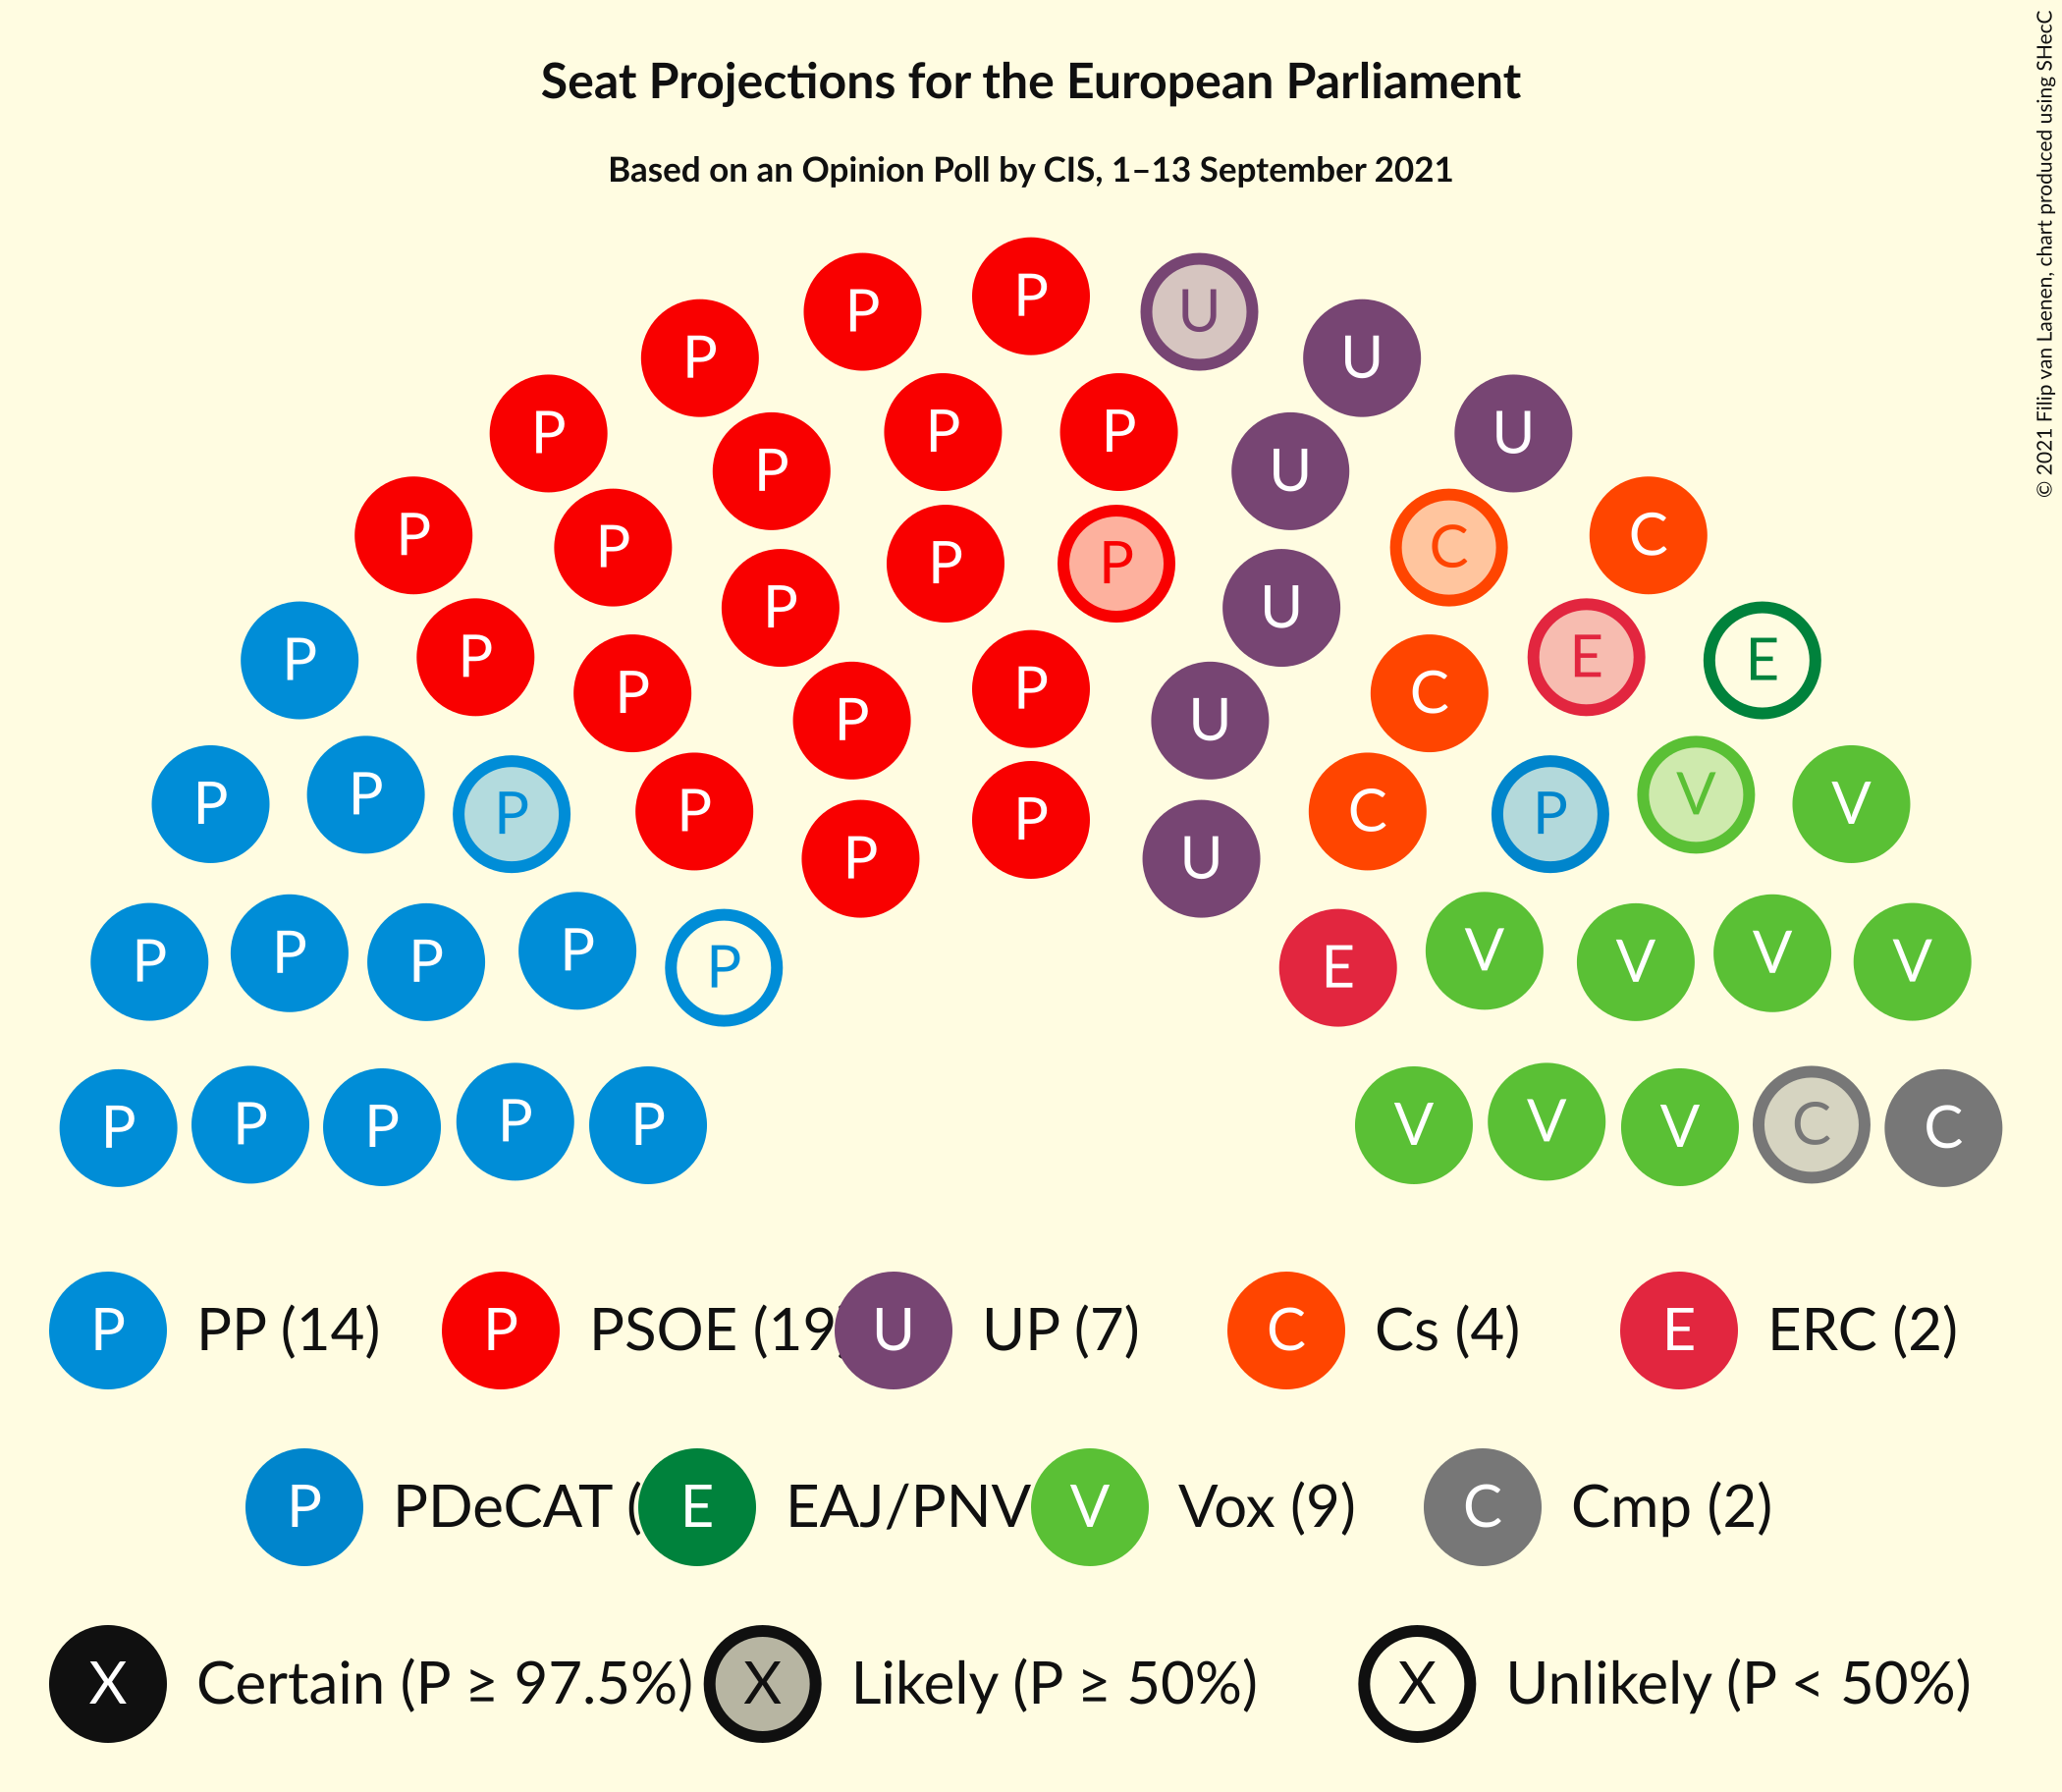 Seat Projections for the European Parliament
Based on an Opinion Poll by CIS, 1–13 September 2021
© 2021 Filip van Laenen, chart produced using SHecC
P
P U
P U
P P P U
P U
P C
P C
P P
P U
P P E E
P P C
P U
P P P P P C P V V
P U
P P P P P E V V V V
P P P P P V V V C C
P PP (14) P PSOE (19 U UP (7) C Cs (4) E ERC (2)
P PDeCAT ( E EAJ/PNV V Vox (9) C Cmp (2)
X Certain (P ≥ 97.5%) X Likely (P ≥ 50%) X Unlikely (P < 50%)